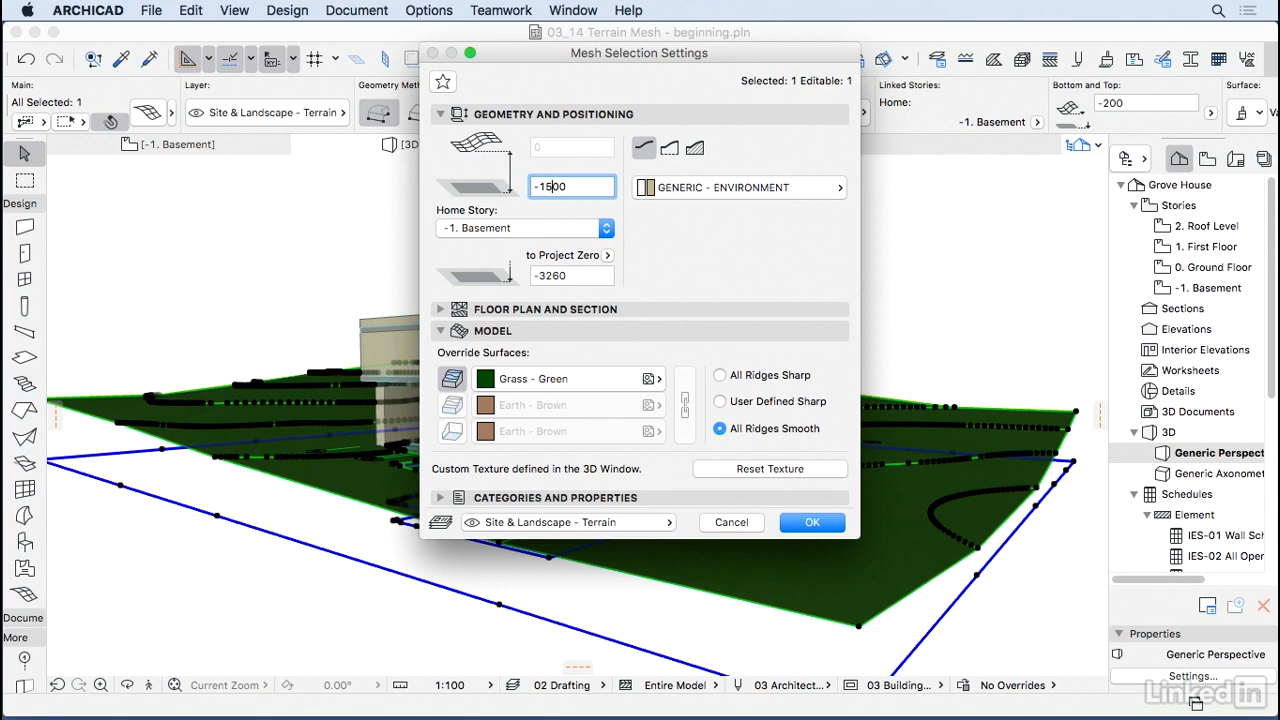 ARCHICAD File Edit View Design Document Options Teamwork Window Help
03_14 Terrain Mesh - beginning.pln
Mesh Selection Settings
Main:
All Selected: 1
Layer:
Site & Landscape - Terrain
Geometry Method
Selected: 1 Editable: 1
Linked Stories:
Home:
-1. Basement
Bottom and Top:
-200
Surface:
[-1. Basement]
[3D
GEOMETRY AND POSITIONING
0
-1500
GENERIC - ENVIRONMENT
Home Story:
-1. Basement
to Project Zero
-3260
FLOOR PLAN AND SECTION
MODEL
Override Surfaces:
Grass - Green
Earth - Brown
Earth - Brown
All Ridges Sharp
User Defined Sharp
All Ridges Smooth
Custom Texture defined in the 3D Window.
Reset Texture
CATEGORIES AND PROPERTIES
Site & Landscape - Terrain
Cancel
OK
Design
Docume
More
Grove House
Stories
2. Roof Level
1. First Floor
0. Ground Floor
-1. Basement
Sections
Elevations
Interior Elevations
Worksheets
Details
3D Documents
3D
Generic Perspect
Generic Axonomet
Schedules
Element
IES-01 Wall Sch
IES-02 All Open
Properties
Generic Perspective
Settings...
Current Zoom
0.00°
1:100
02 Drafting
Entire Model
03 Architect...
03 Building...
No Overrides
Linked in